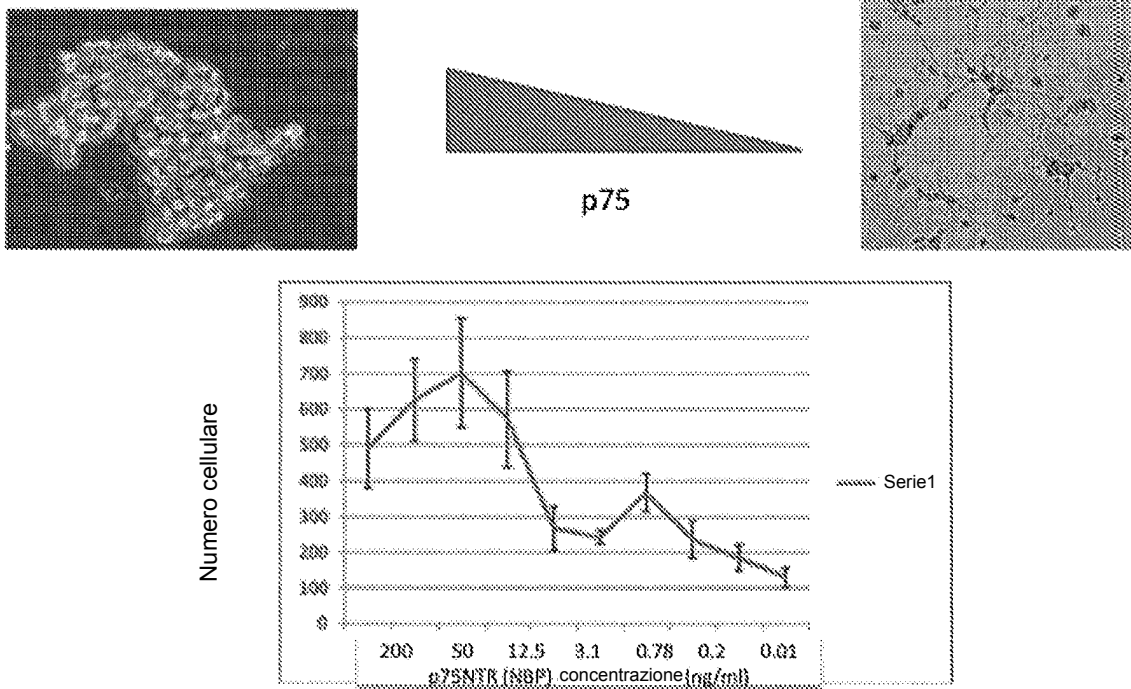 p75
900
800
700
600
500
400
300
200
100
0
Numero cellulare
Serie1
200 50 12.5 3.1 0.78 0.2 0.01
p75NTR (NBP) concentrazione (ng/ml)